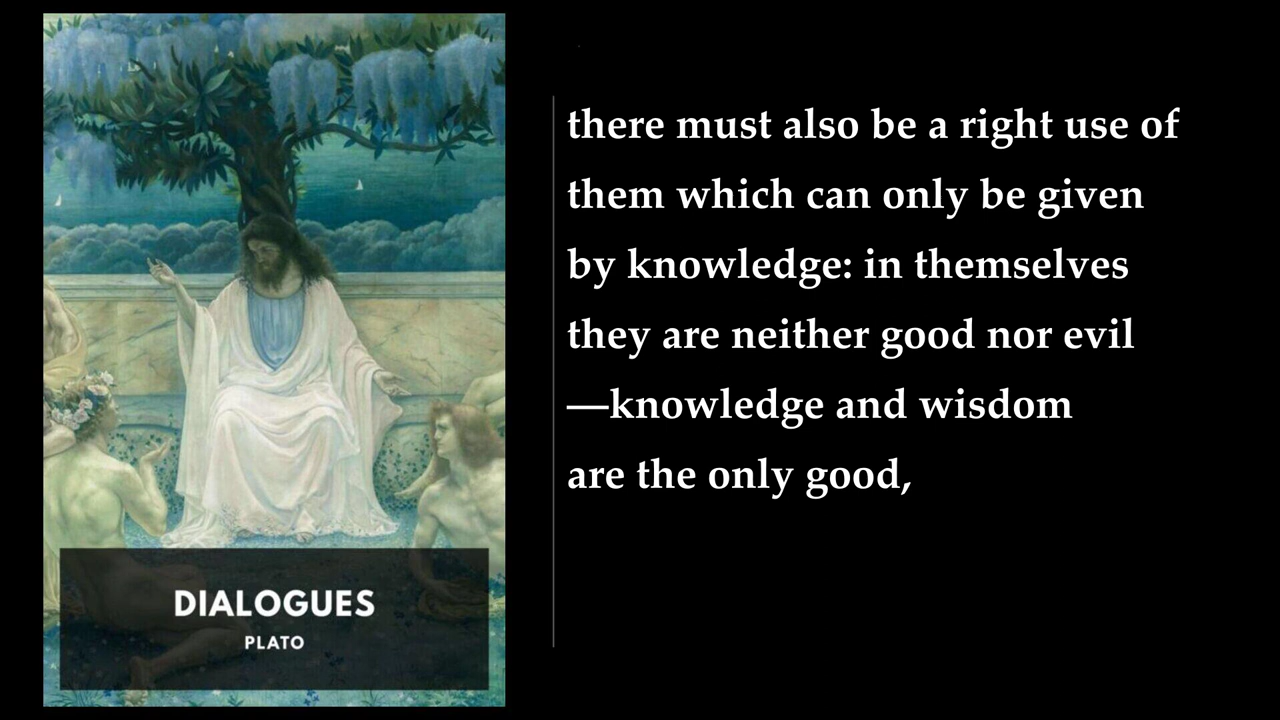 DIALOGUES
PLATO
there must also be a right use of
them which can only be given
by knowledge: in themselves
they are neither good nor evil
—knowledge and wisdom
are the only good,